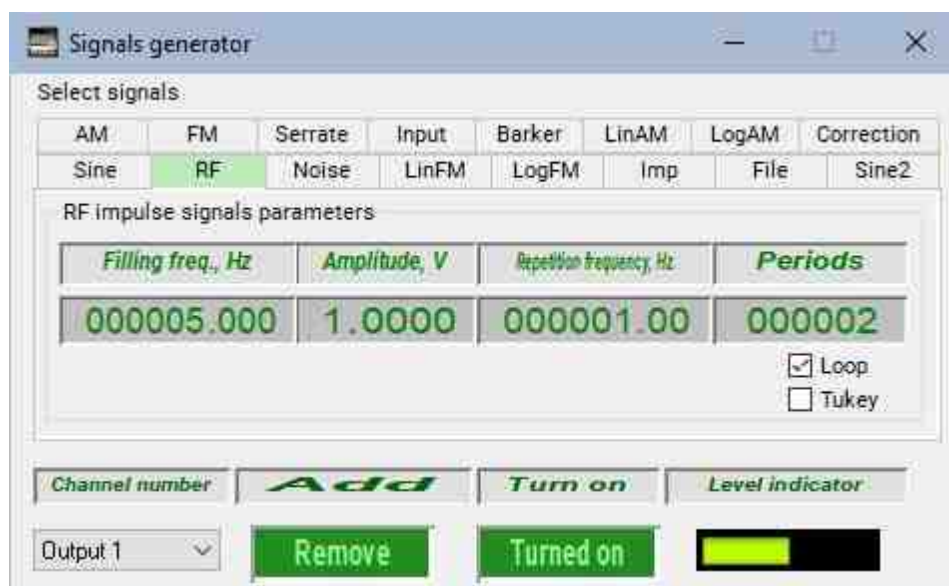 Signals generator
Select signals
AM FM Serrate Input Barker LinAM LogAM Correction
Sine RF Noise LinFM LogFM Imp File Sine2
RF impulse signals parameters
Filling freq., Hz Amplitude, V Repetition frequency, Hz Periods
000005.000 1.0000 000001.00 000002
Loop
Tukey
Channel number Add Turn on Level indicator
Output 1 Remove Turned on